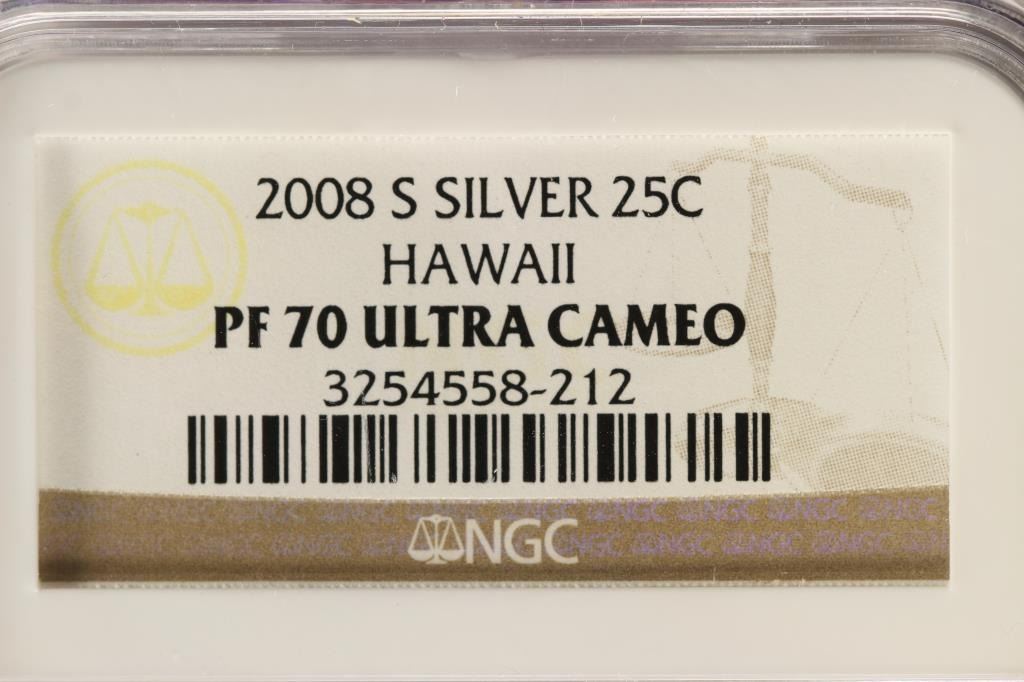 2008 S SILVER 25C
HAWAII
PF 70 ULTRA CAMEO
3254558-212
NGC